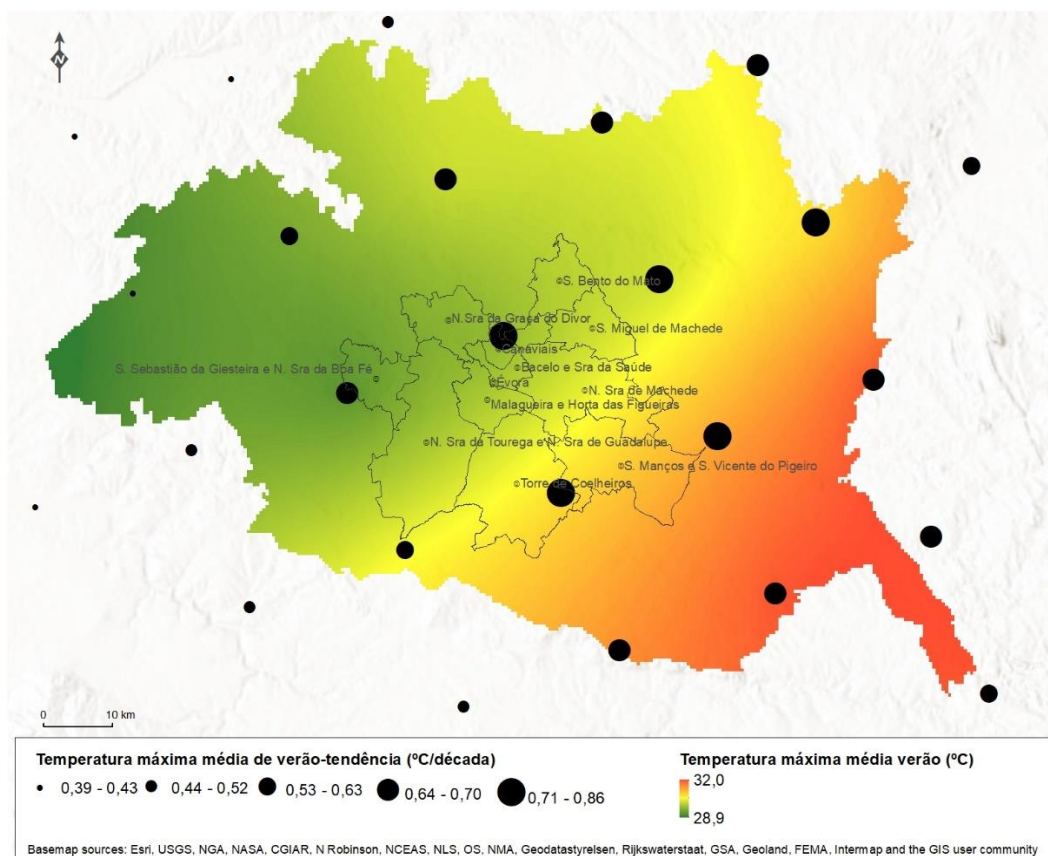 N
S. Bento do Mato
N.Sra da Graça do Divor
S. Miguel de Machede
Canaviais
S. Sebastião da Giesteira e N. Sra da Boa Fé
Bacelo e Sra da Saúde
Évora
N. Sra de Machede
Malagueira e Horta das Figueiras
N. Sra da Tourega e N. Sra de Guadalupe
S. Manços e S. Vicente do Pigeiro
Torre de Coelheiros
0 10 km
Temperatura máxima média de verão-tendência (ºC/década)
0,39 - 0,43 0,44 - 0,52 0,53 - 0,63 0,64 - 0,70 0,71 - 0,86
Temperatura máxima média verão (ºC)
32,0
28,9
Basemap sources: Esri, USGS, NGA, NASA, CGIAR, N Robinson, NCEAS, NLS, OS, NMA, Geodatastyrelsen, Rijkswaterstaat, GSA, Geoland, FEMA, Intermap and the GIS user community